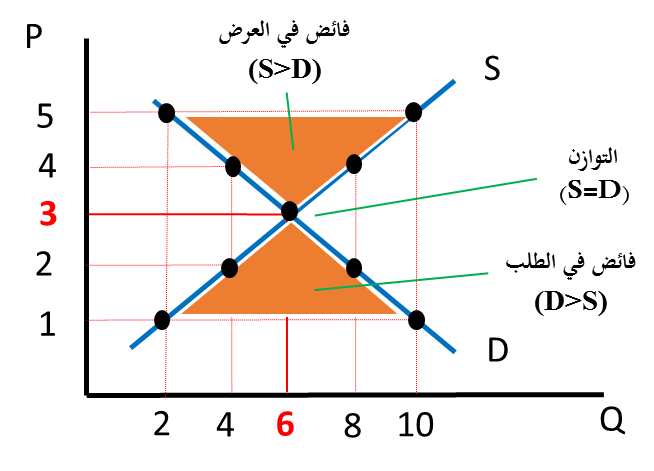 P
فائض في العرض
(S>D)
S
5
4
التوازن
(S=D)
3
2
فائض في الطلب
(D>S)
1
D
2 4 6 8 10 Q